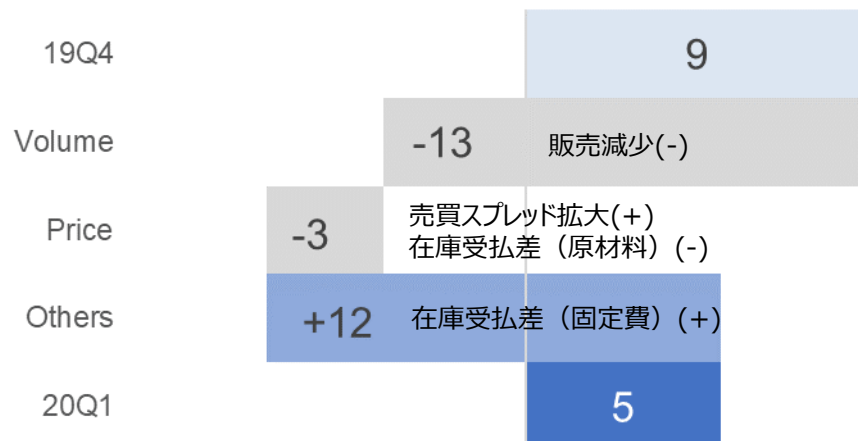 19Q4 9
Volume -13 販売減少(-)
Price -3 売買スプレッド拡大(+)
在庫受払差（原材料）(-)
Others +12 在庫受払差（固定費）(+)
20Q1 5